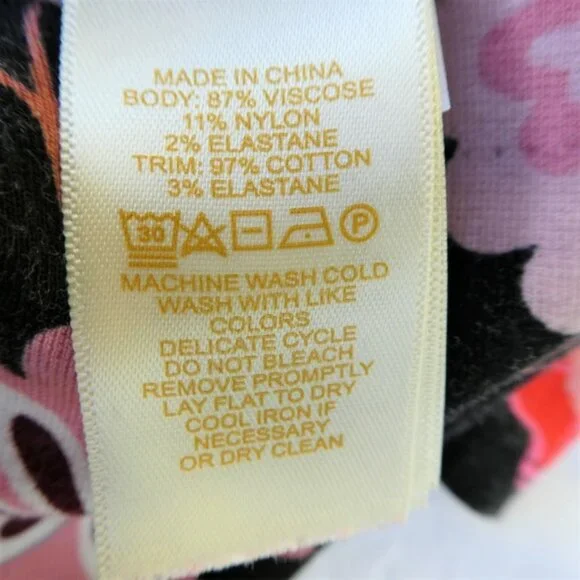 MADE IN CHINA
BODY: 87% VISCOSE
11% NYLON
2% ELASTANE
TRIM: 97% COTTON
3% ELASTANE
30 P
MACHINE WASH COLD
WASH WITH LIKE
COLORS
DELICATE CYCLE
DO NOT BLEACH
REMOVE PROMPTLY
LAY FLAT TO DRY
COOL IRON IF
NECESSARY
OR DRY CLEAN